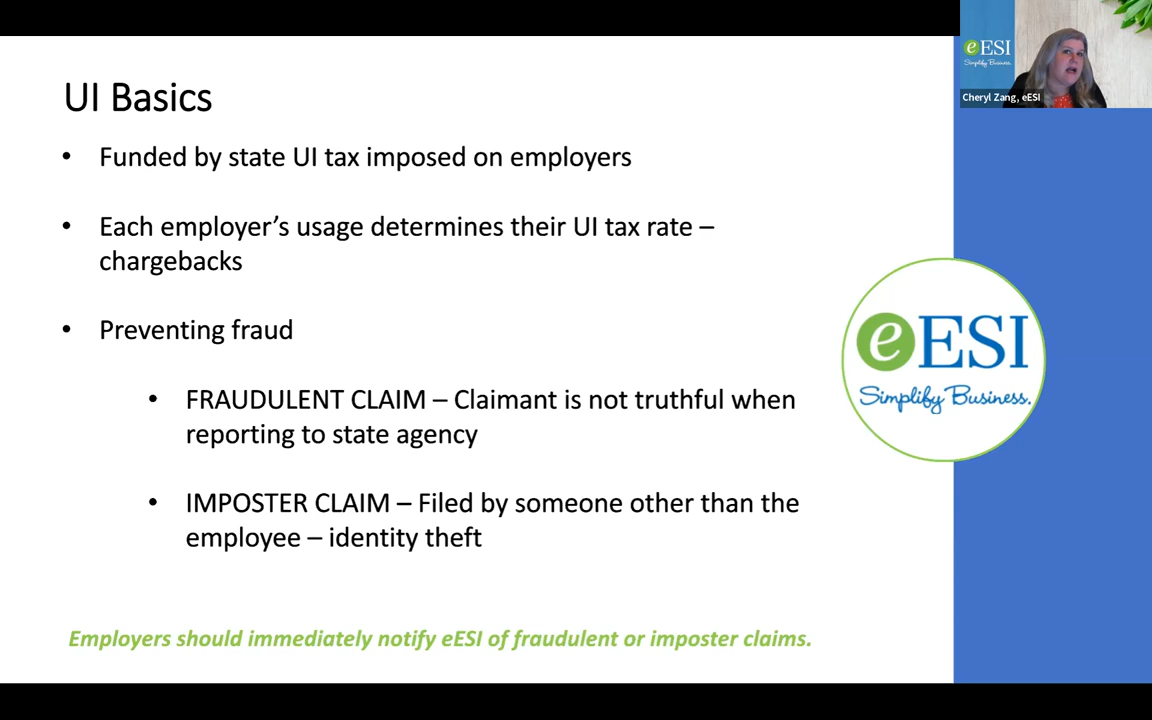 UI Basics
• Funded by state UI tax imposed on employers
• Each employer’s usage determines their UI tax rate –
chargebacks
• Preventing fraud
• FRAUDULENT CLAIM – Claimant is not truthful when
reporting to state agency
• IMPOSTER CLAIM – Filed by someone other than the
employee – identity theft
Employers should immediately notify eESI of fraudulent or imposter claims.
eESI
Simplify Business.
eESI
Simplify Business.
Cheryl Zang, eESI